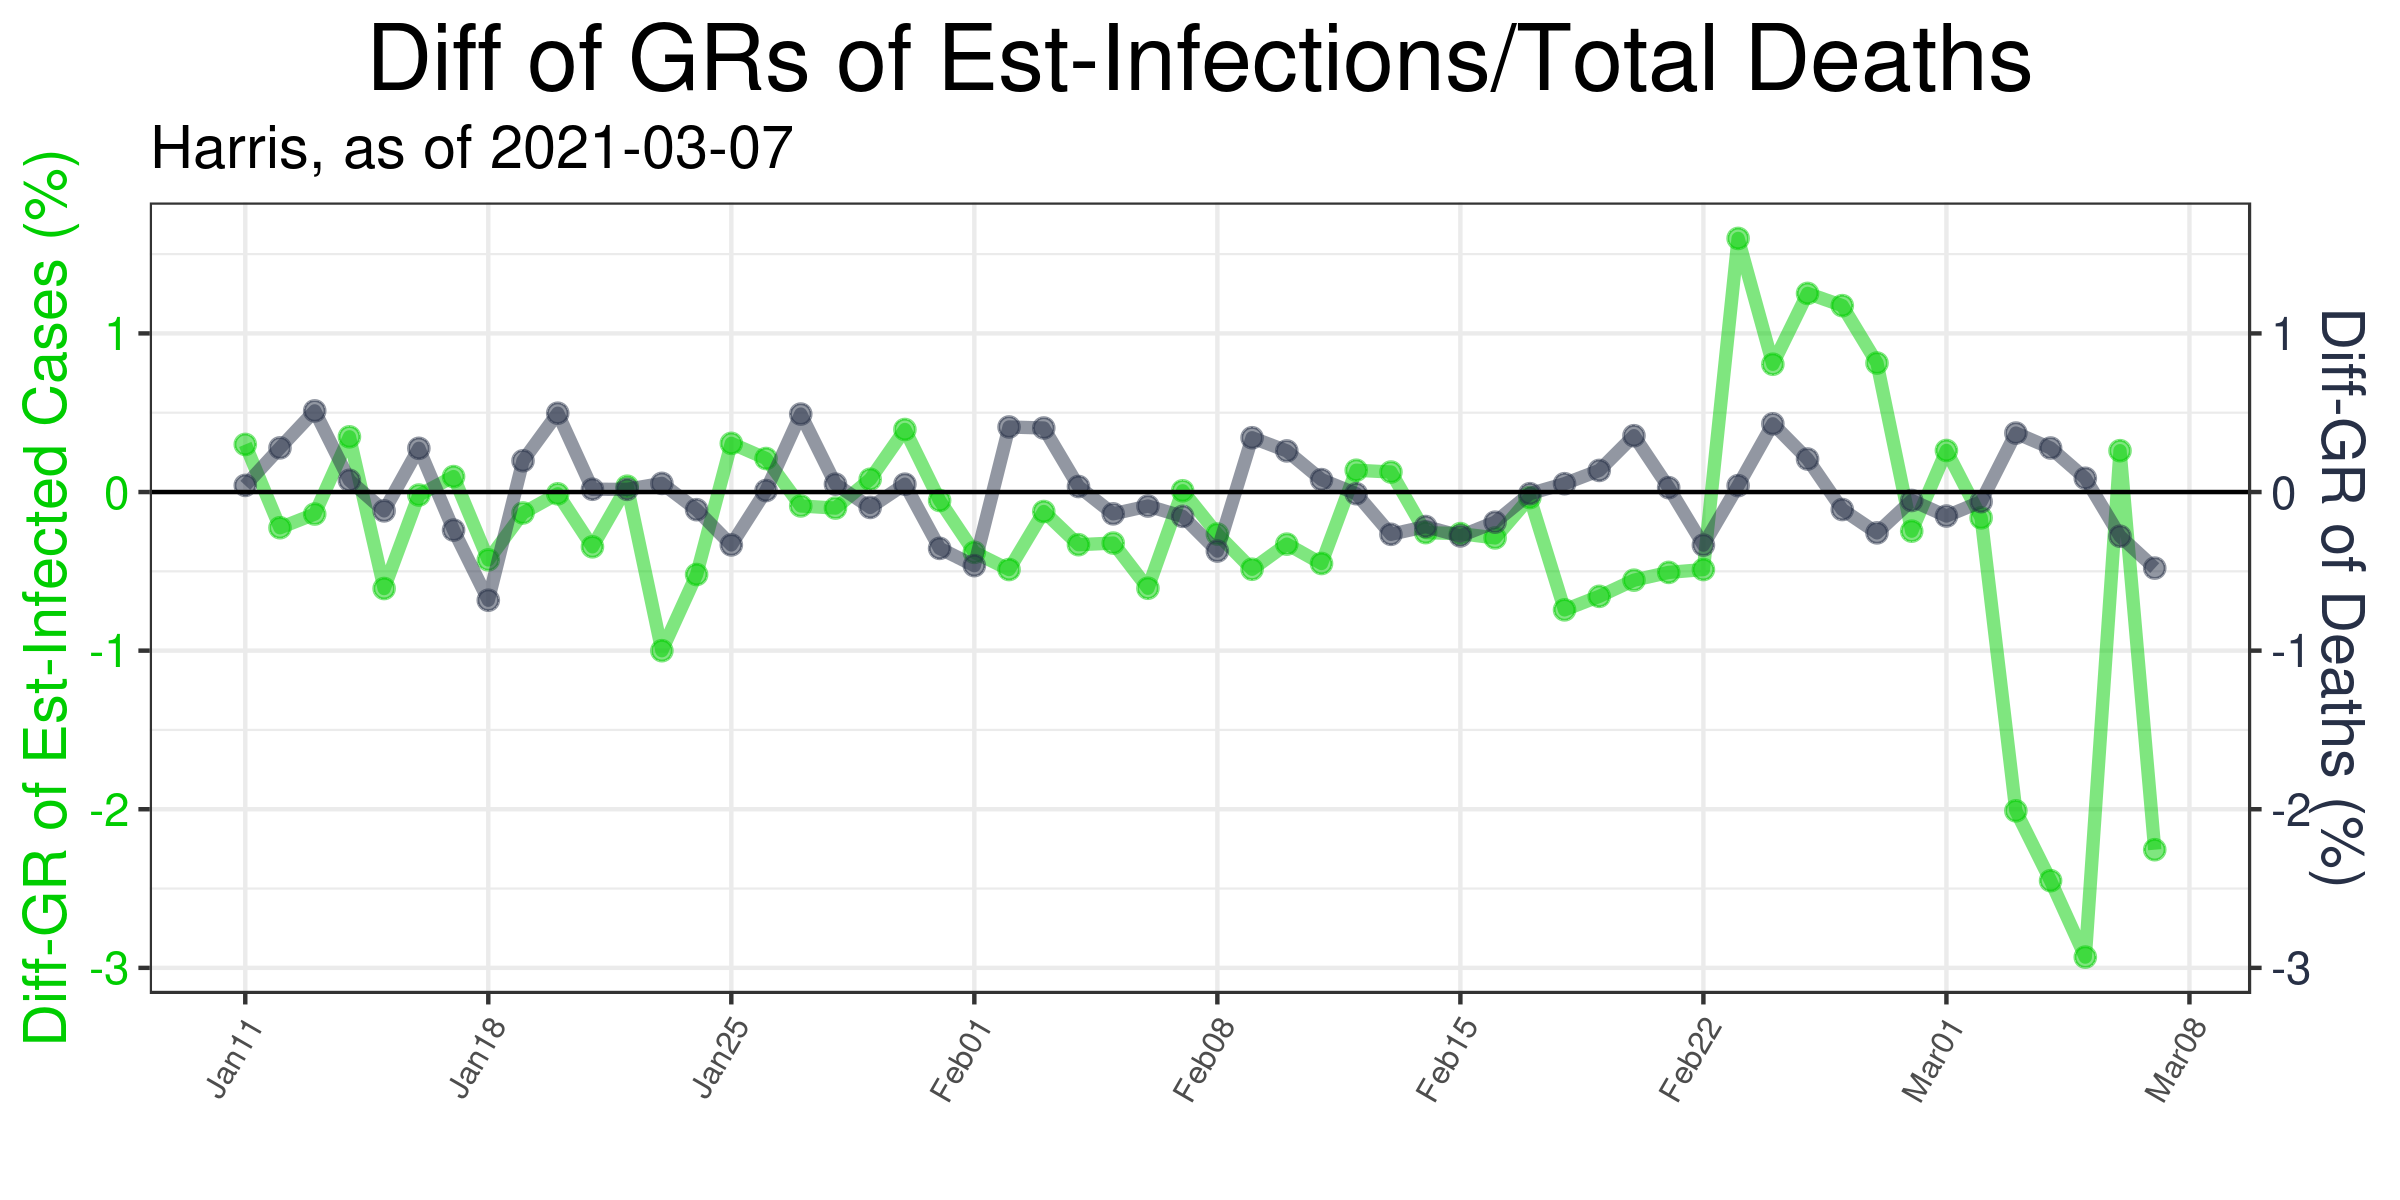 Diff of GRs of Est-Infections/Total Deaths
Harris, as of 2021-03-07
Diff-GR of Est-Infected Cases (%)
1
0
-1
-2
-3
1
0
-1
-2
-3
Diff-GR of Deaths (%)
Jan11
Jan18
Jan25
Feb01
Feb08
Feb15
Feb22
Mar01
Mar08